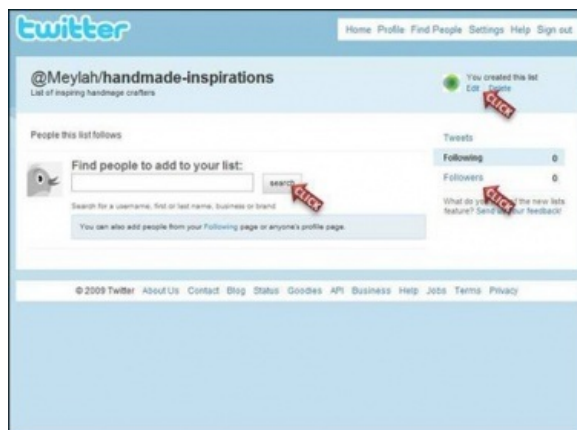 twitter
Home Profile Find People Settings Help Sign out
@Meylah/handmade-inspirations
List of inspiring handmage crafters
You created this list
Edit Delete
CLICK
People this list follows
Tweets
Find people to add to your list:
Following 0
search
CLICK
Followers 0
CLICK
Search for a username, first or last name, business or brand
What do you the new lists
feature? Send us your feedback!
You can also add people from your Following page or anyone's profile page.
© 2009 Twitter About Us Contact Blog Status Goodies API Business Help Jobs Terms Privacy